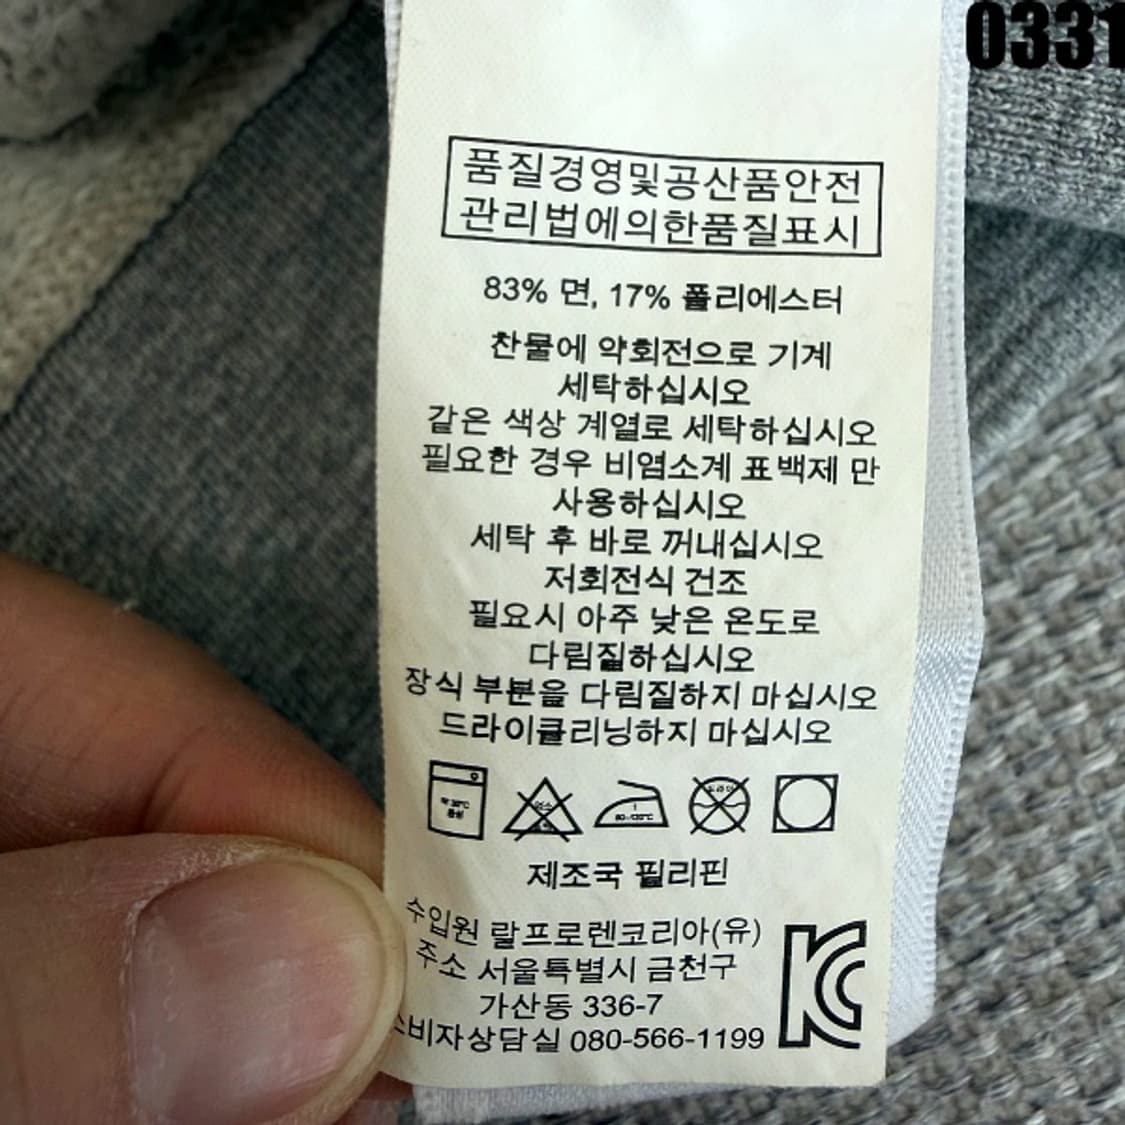 0331
품질경영및공산품안전
관리법에의한품질표시
83% 면, 17% 폴리에스터
찬물에 약회전으로 기계
세탁하십시오
같은 색상 계열로 세탁하십시오
필요한 경우 비염소계 표백제 만
사용하십시오
세탁 후 바로 꺼내십시오
저회전식 건조
필요시 아주 낮은 온도로
다림질하십시오
장식 부분을 다림질하지 마십시오
드라이클리닝하지 마십시오
제조국 필리핀
수입원 랄프로렌코리아(유)
주소 서울특별시 금천구
가산동 336-7
소비자상담실 080-566-1199
KC